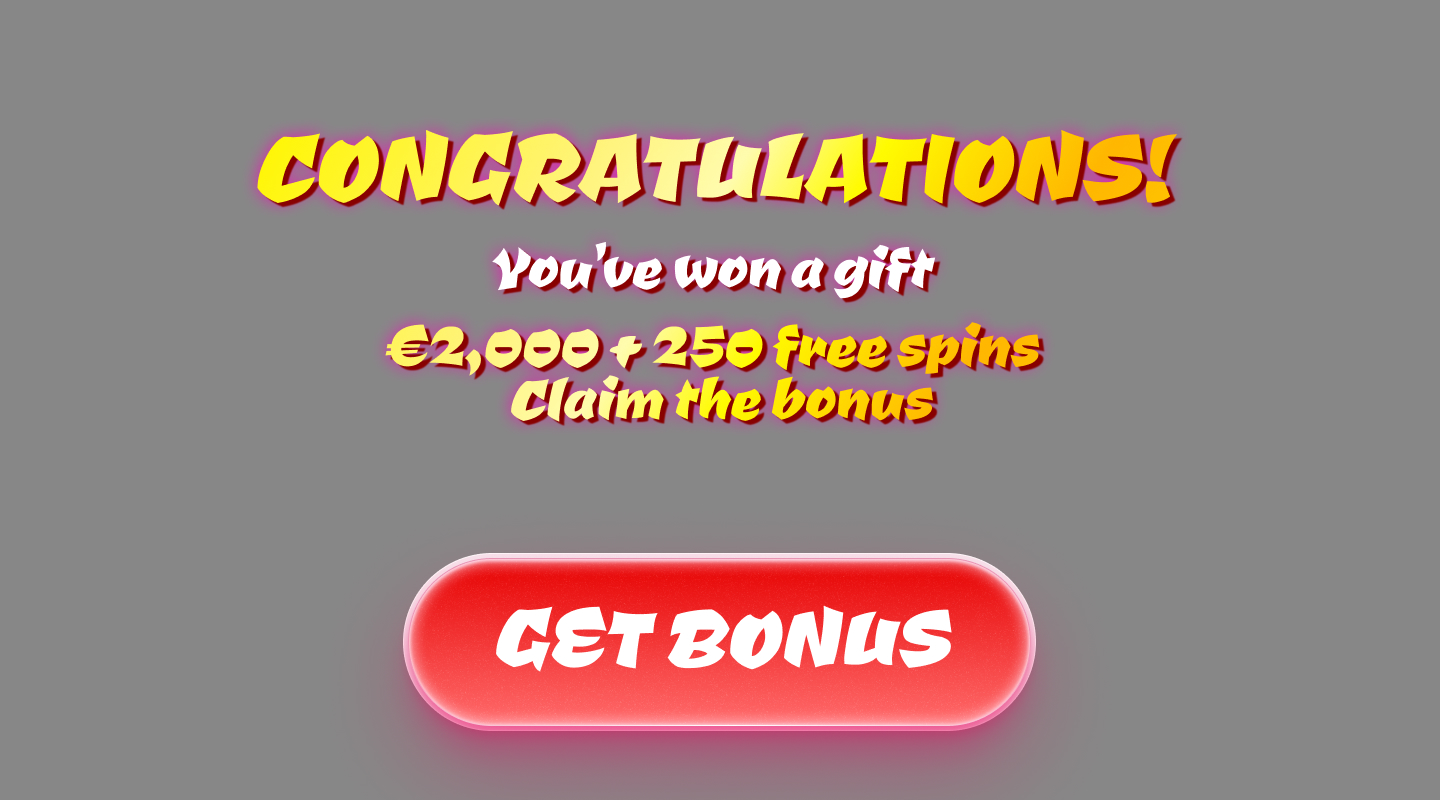 CONGRATULATIONS!
You've won a gift
€2,000 + 250 free spins
Claim the bonus
GET BONUS